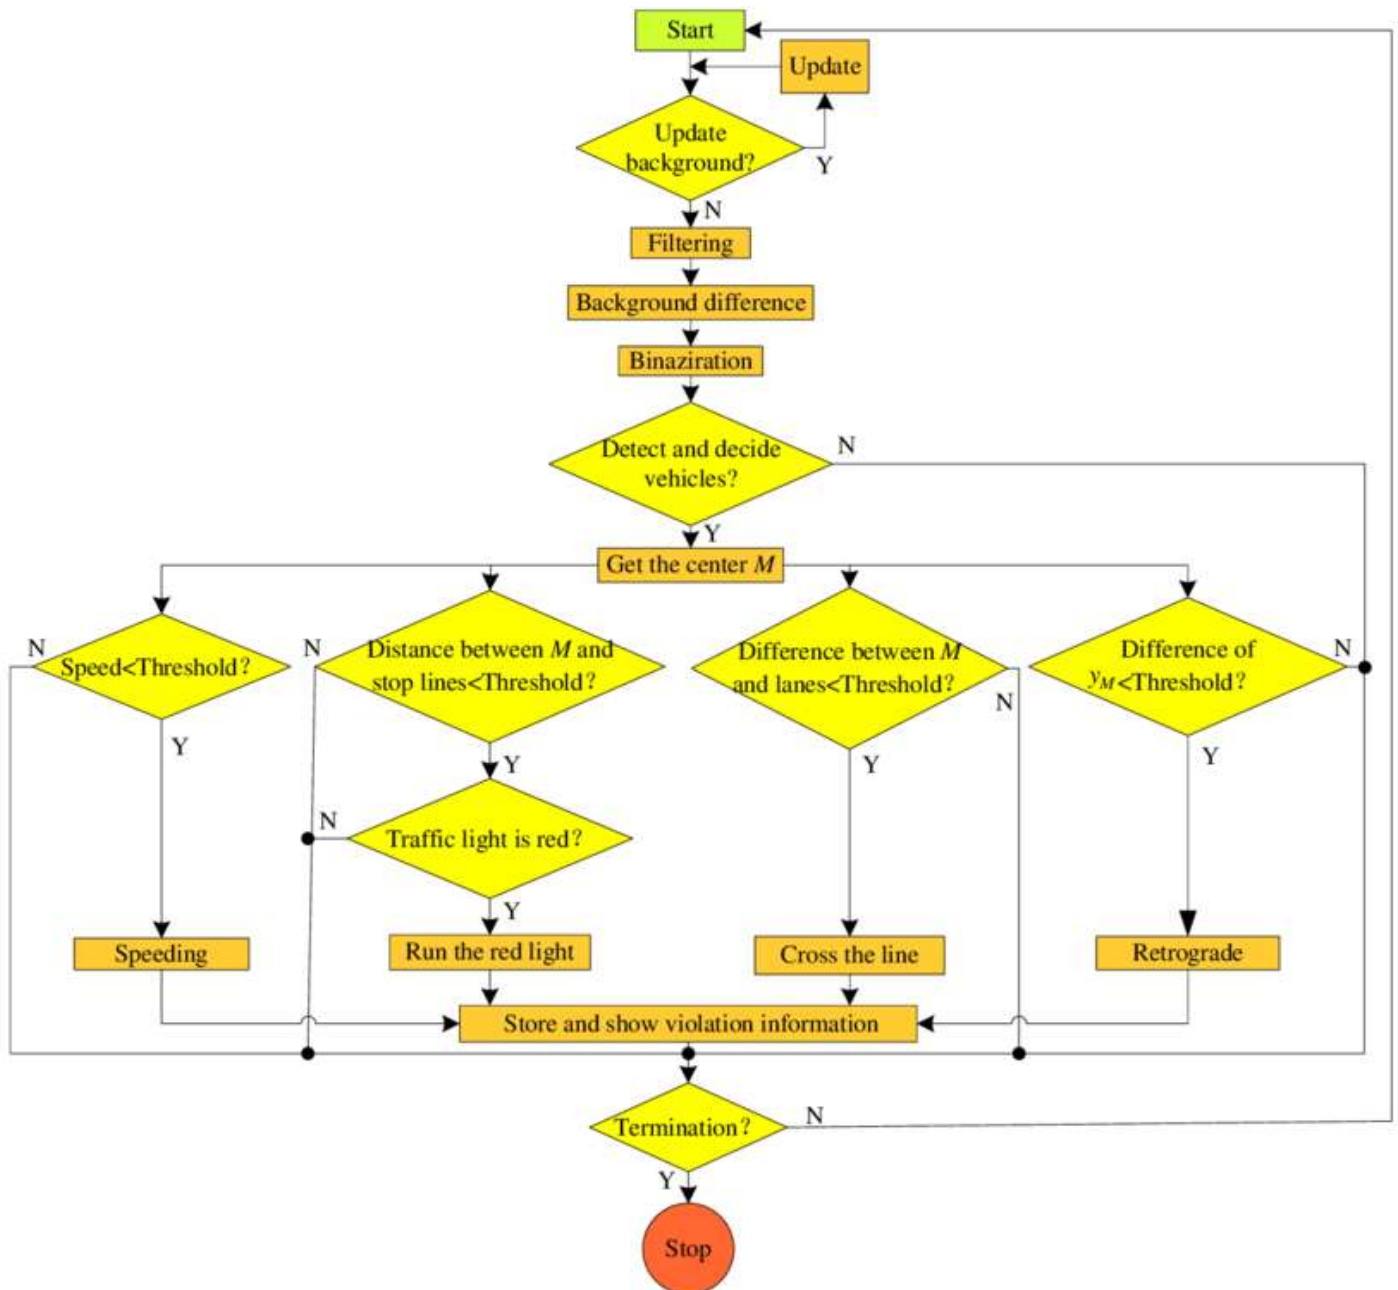 Start
Update
Update
background?
Y
N
Filtering
Background difference
Binaziration
Detect and decide
vehicles?
N
Y
Get the center M
N
Speed<Threshold?
Y
N
Distance between M and
stop lines<Threshold?
Y
Difference between M
and lanes<Threshold?
N
Y
Difference of
yM<Threshold?
N
Y
N
Traffic light is red?
Y
Speeding
Run the red light
Cross the line
Retrograde
Store and show violation information
Termination?
N
Y
Stop